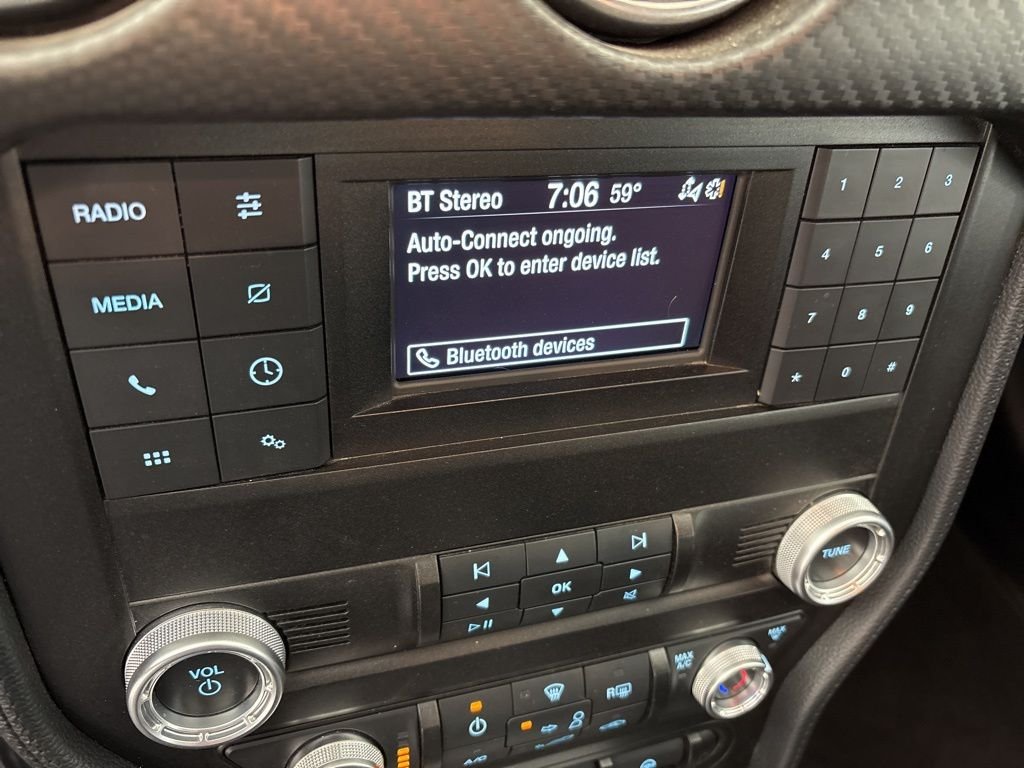 RADIO
MEDIA
BT Stereo 7:06 59°
Auto-Connect ongoing.
Press OK to enter device list.
Bluetooth devices
1 2 3
4 5 6
7 8 9
* 0 #
OK
VOL
TUNE
MAX A/C
MAX
R
A/C